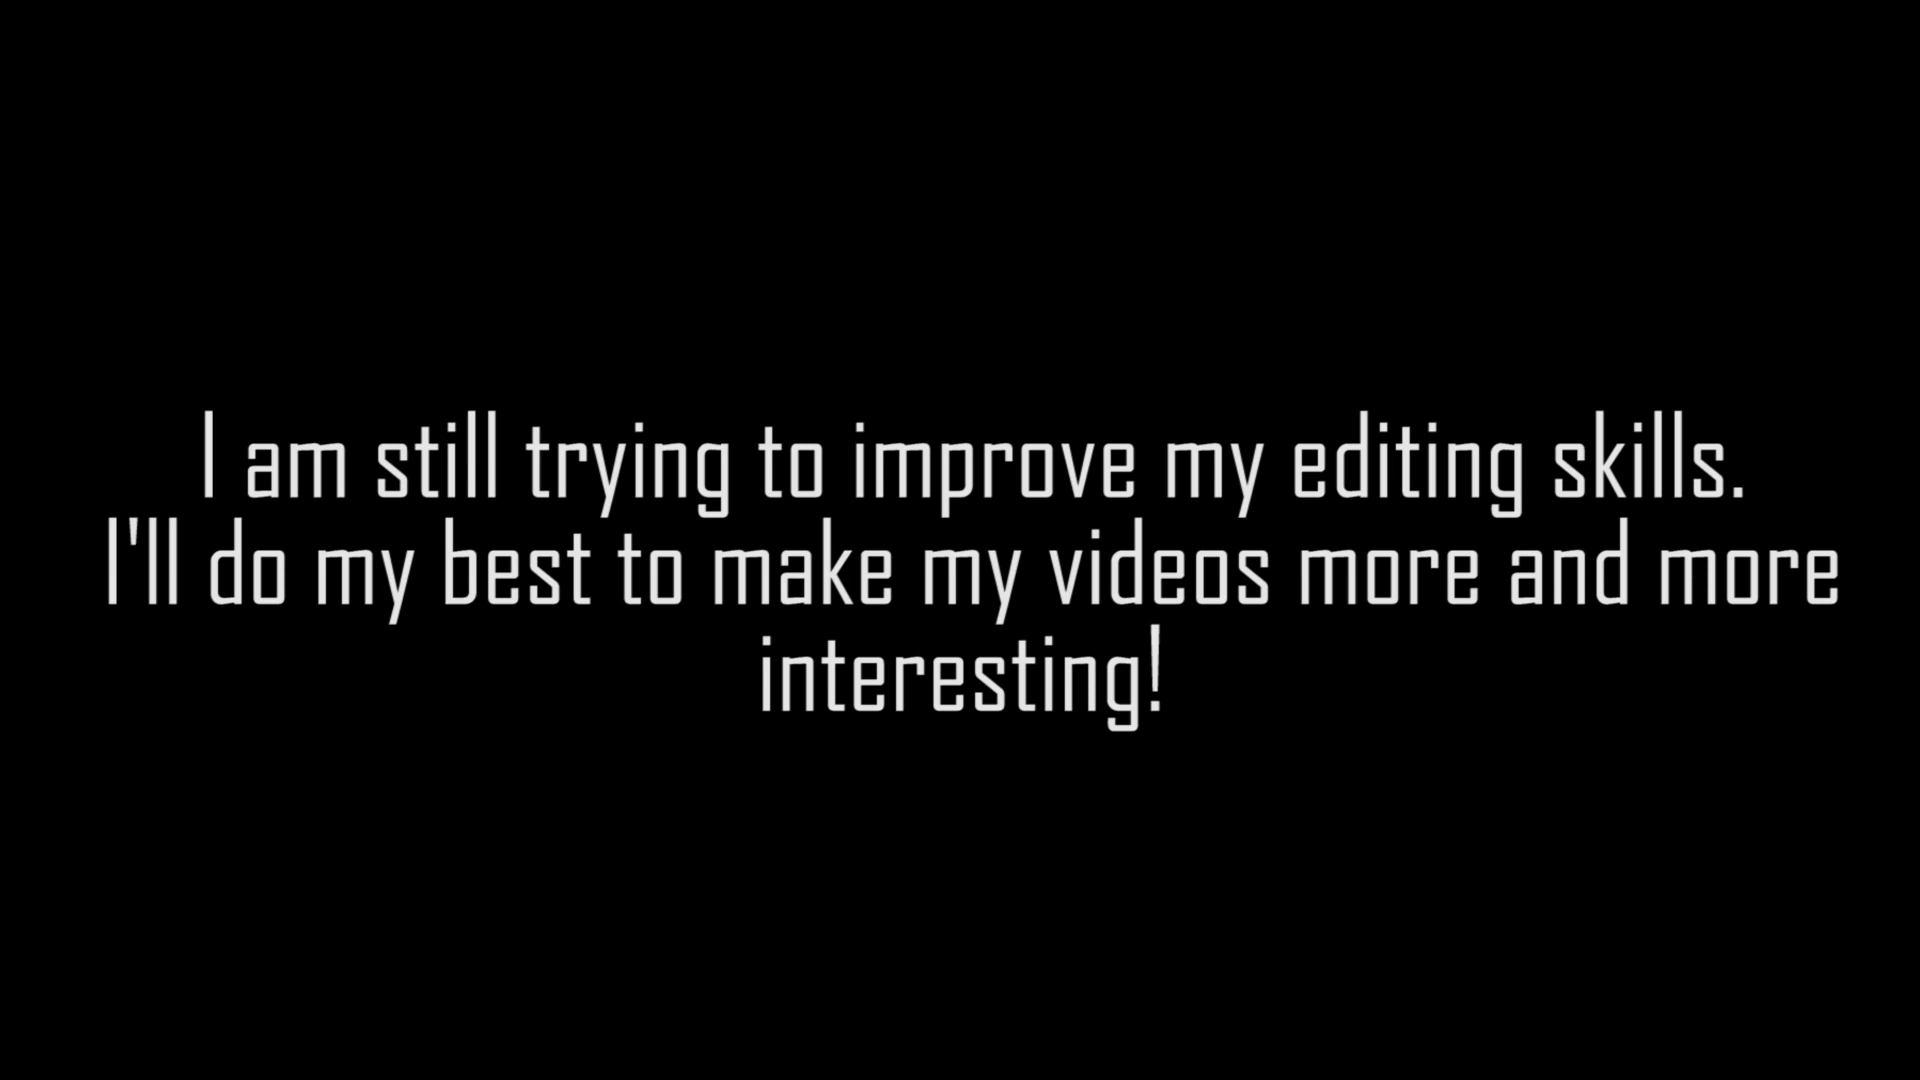 I am still trying to improve my editing skills.
I'll do my best to make my videos more and more
interesting!